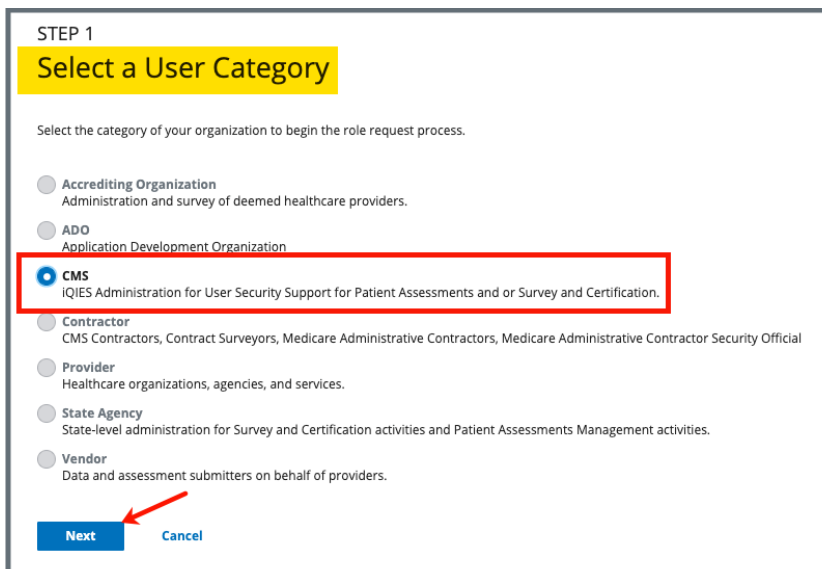 STEP 1
Select a User Category
Select the category of your organization to begin the role request process.
Accrediting Organization
Administration and survey of deemed healthcare providers.
ADO
Application Development Organization
CMS
iQIES Administration for User Security Support for Patient Assessments and or Survey and Certification.
Contractor
CMS Contractors, Contract Surveyors, Medicare Administrative Contractors, Medicare Administrative Contractor Security Official
Provider
Healthcare organizations, agencies, and services.
State Agency
State-level administration for Survey and Certification activities and Patient Assessments Management activities.
Vendor
Data and assessment submitters on behalf of providers.
Next Cancel